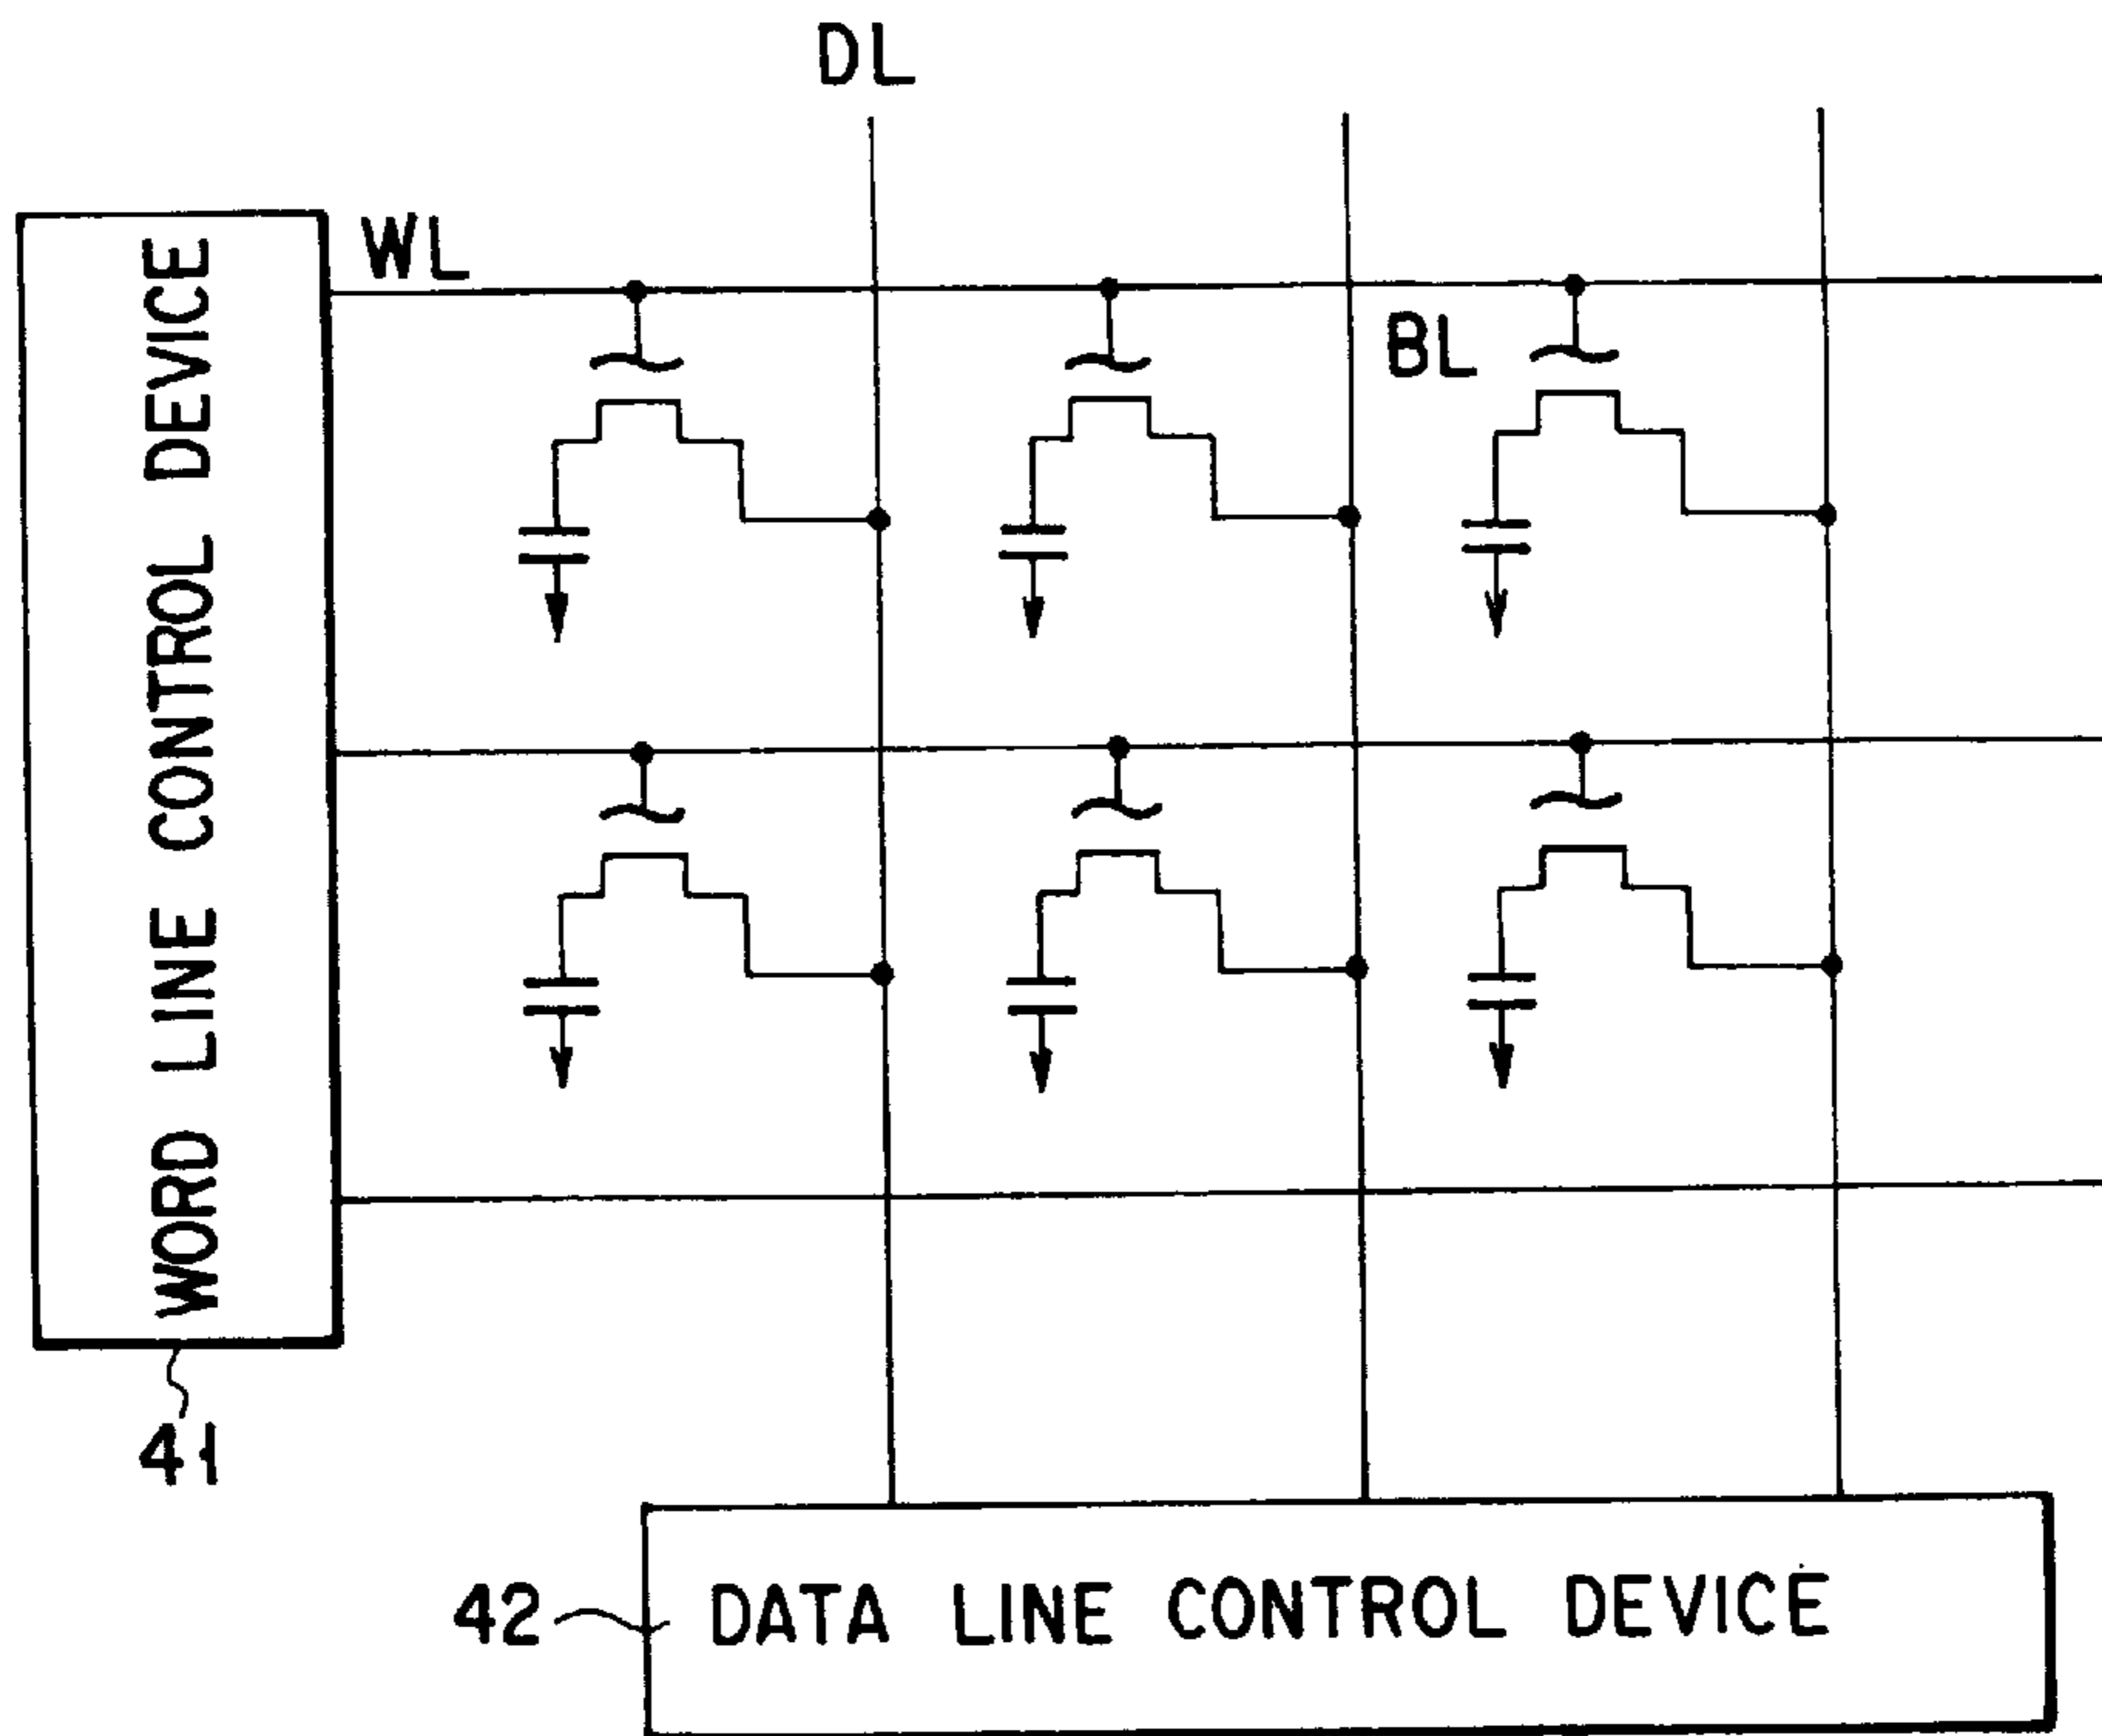 DL
WL
BL
WORD LINE CONTROL DEVICE
41
42
DATA LINE CONTROL DEVICE